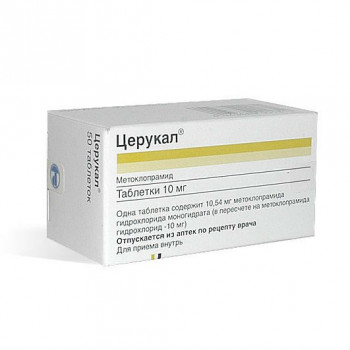 Церукал®
Метоклопрамид
Таблетки 10 мг
Одна таблетка содержит 10,54 мг метоклопрамида
гидрохлорида моногидрата (в пересчете на метоклопрамида
гидрохлорид -10 мг)
Отпускается из аптек по рецепту врача
Для приема внутрь
Церукал®
50 таблеток